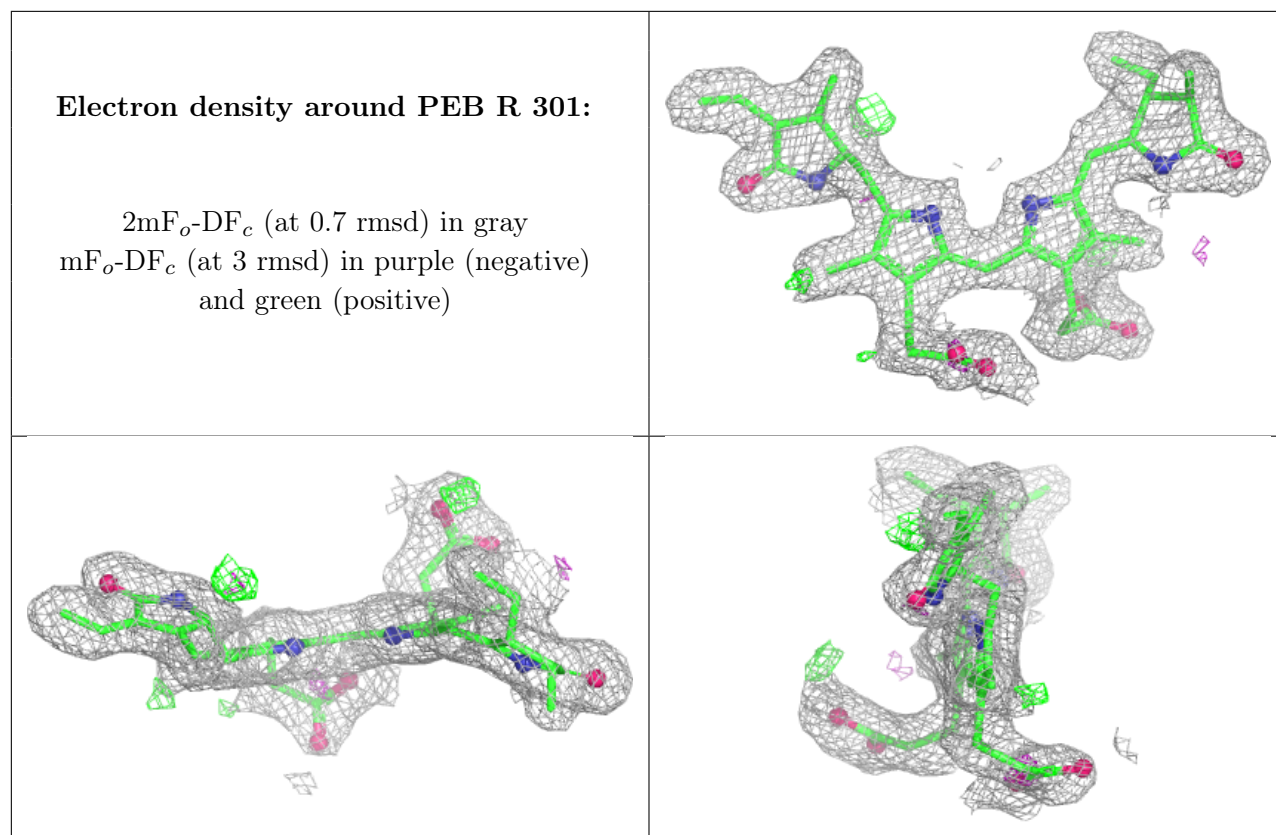 Electron density around PEB R 301:
2mFₒ-DF𝒸 (at 0.7 rmsd) in gray
mFₒ-DF𝒸 (at 3 rmsd) in purple (negative)
and green (positive)